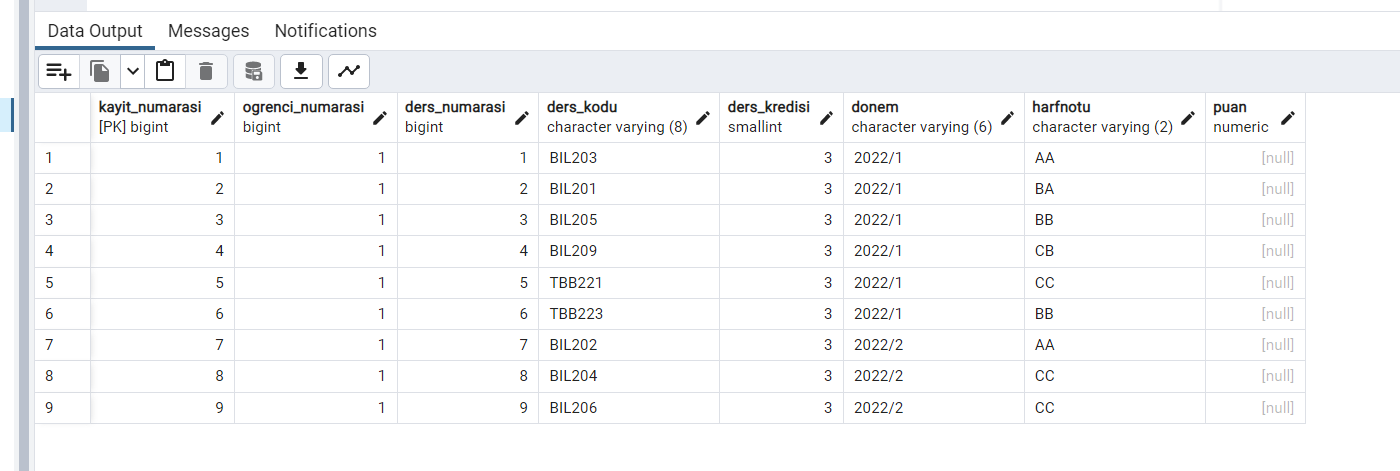 Data Output Messages Notifications
kayit_numarasi ogrenci_numarasi ders_numarasi ders_kodu ders_kredisi donem harfnotu puan
[PK] bigint bigint bigint character varying (8) smallint character varying (6) character varying (2) numeric
1 1 1 1 BIL203 3 2022/1 AA [null]
2 2 1 2 BIL201 3 2022/1 BA [null]
3 3 1 3 BIL205 3 2022/1 BB [null]
4 4 1 4 BIL209 3 2022/1 CB [null]
5 5 1 5 TBB221 3 2022/1 CC [null]
6 6 1 6 TBB223 3 2022/1 BB [null]
7 7 1 7 BIL202 3 2022/2 AA [null]
8 8 1 8 BIL204 3 2022/2 CC [null]
9 9 1 9 BIL206 3 2022/2 CC [null]